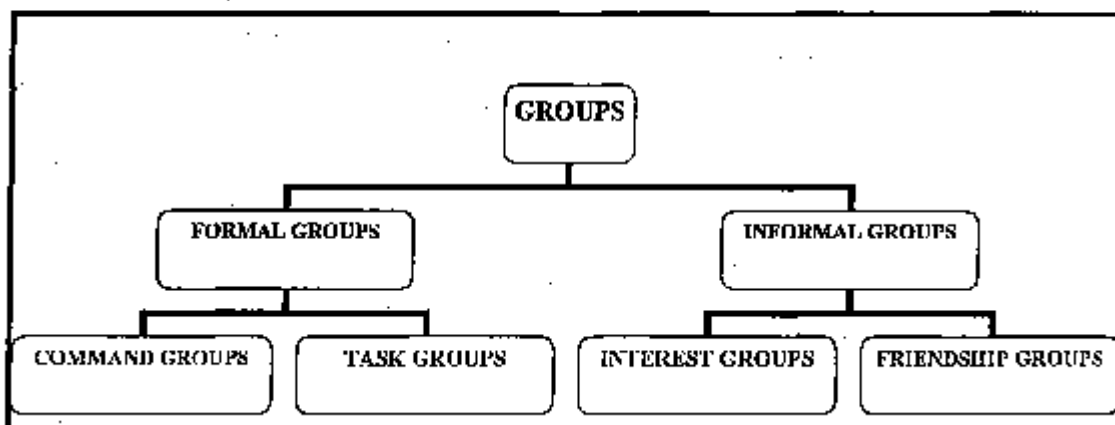 GROUPS
FORMAL GROUPS
INFORMAL GROUPS
COMMAND GROUPS
TASK GROUPS
INTEREST GROUPS
FRIENDSHIP GROUPS